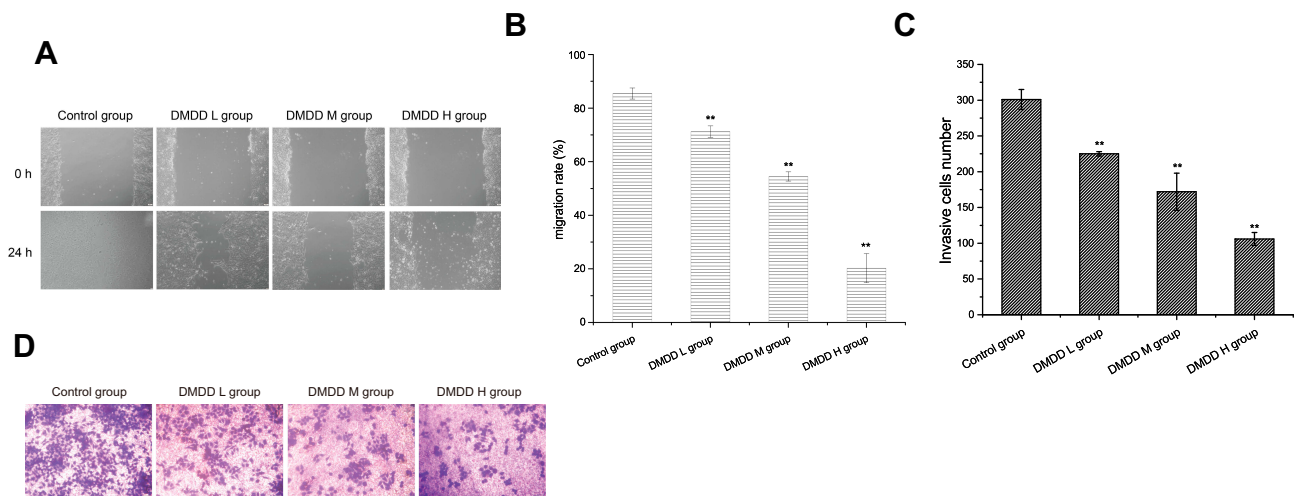 A
Control group
DMDD L group
DMDD M group
DMDD H group
0 h
24 h
B
100
80
60
40
20
0
migration rate (%)
**
**
**
Control group
DMDD L group
DMDD M group
DMDD H group
C
350
300
250
200
150
100
50
0
Invasive cells number
**
**
**
Control group
DMDD L group
DMDD M group
DMDD H group
D
Control group
DMDD L group
DMDD M group
DMDD H group